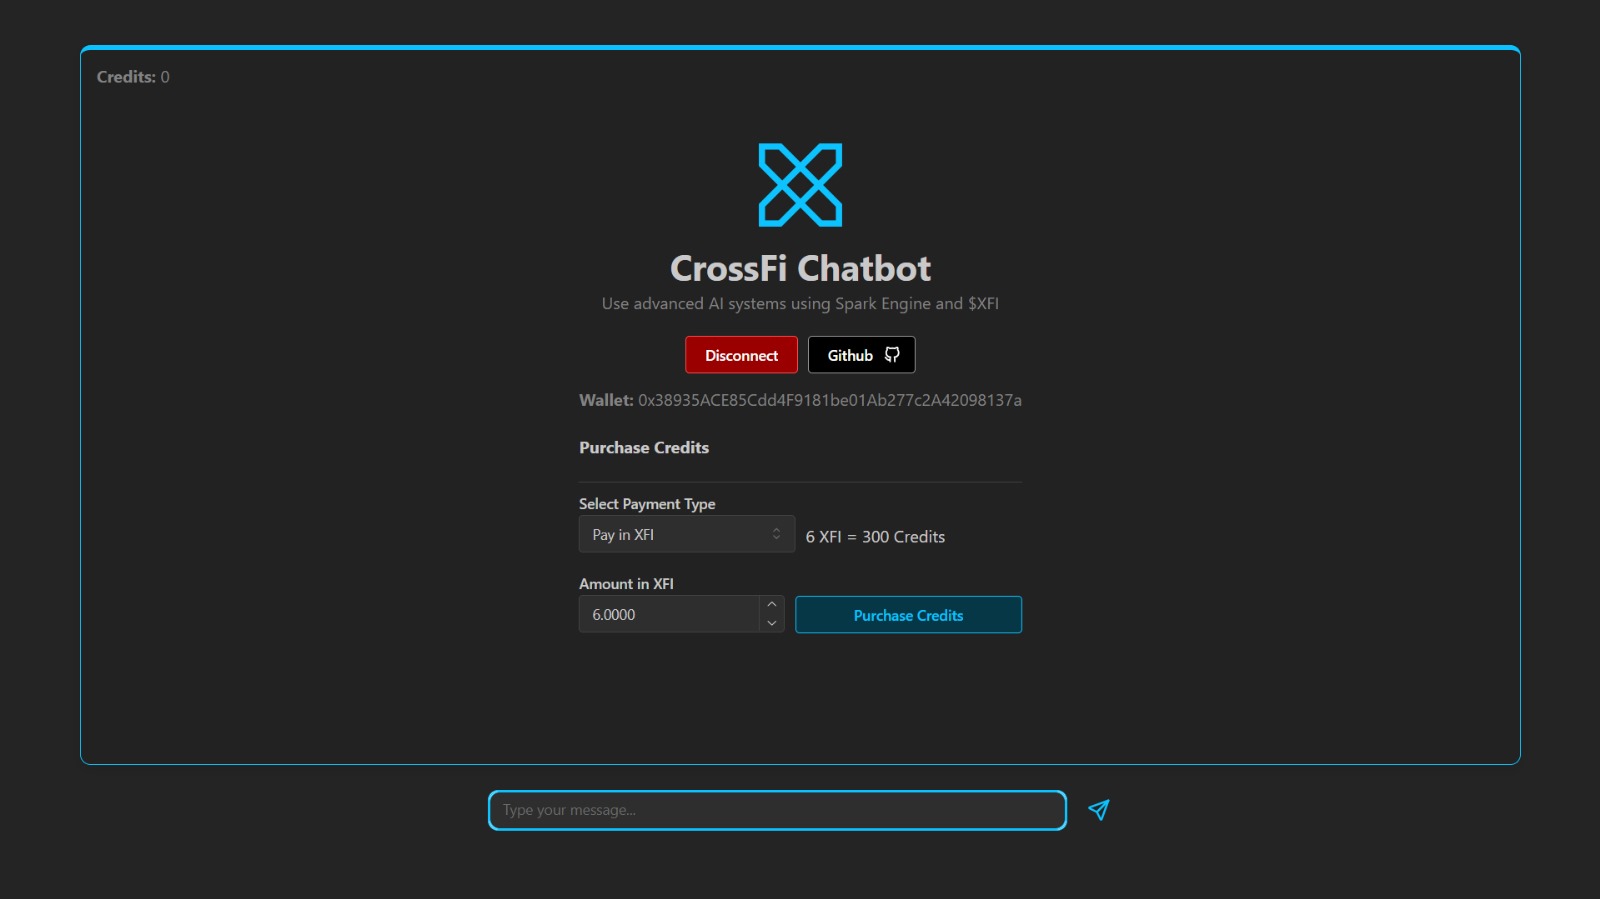 Credits: 0
CrossFi Chatbot
Use advanced AI systems using Spark Engine and $XFI
Disconnect
Github
Wallet: 0x38935ACE85Cdd4F9181be01Ab277c2A42098137a
Purchase Credits
Select Payment Type
Pay in XFI
6 XFI = 300 Credits
Amount in XFI
6.0000
Purchase Credits
Type your message...